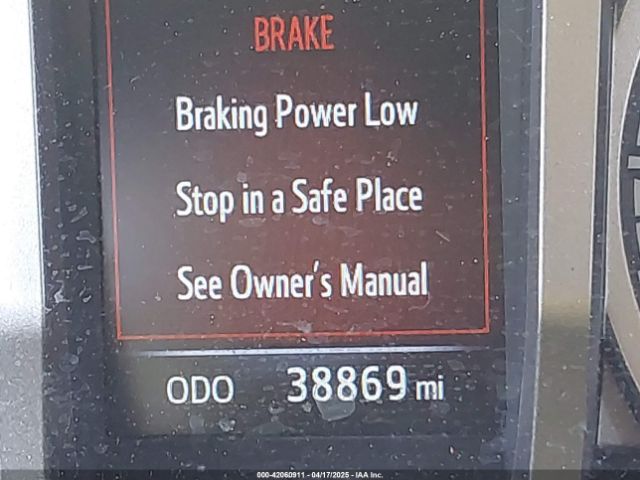 BRAKE
Braking Power Low
Stop in a Safe Place
See Owner's Manual
ODO 38869 mi
000-42060911 - 04/17/2025 - IAA Inc.